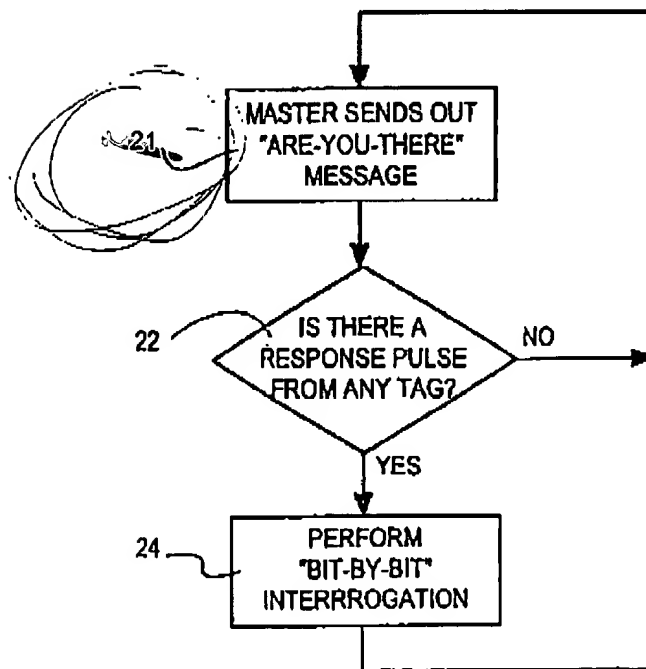 MASTER SENDS OUT
"ARE-YOU-THERE"
MESSAGE
21
IS THERE A
RESPONSE PULSE
FROM ANY TAG?
22
NO
YES
PERFORM
"BIT-BY-BIT"
INTERRROGATION
24